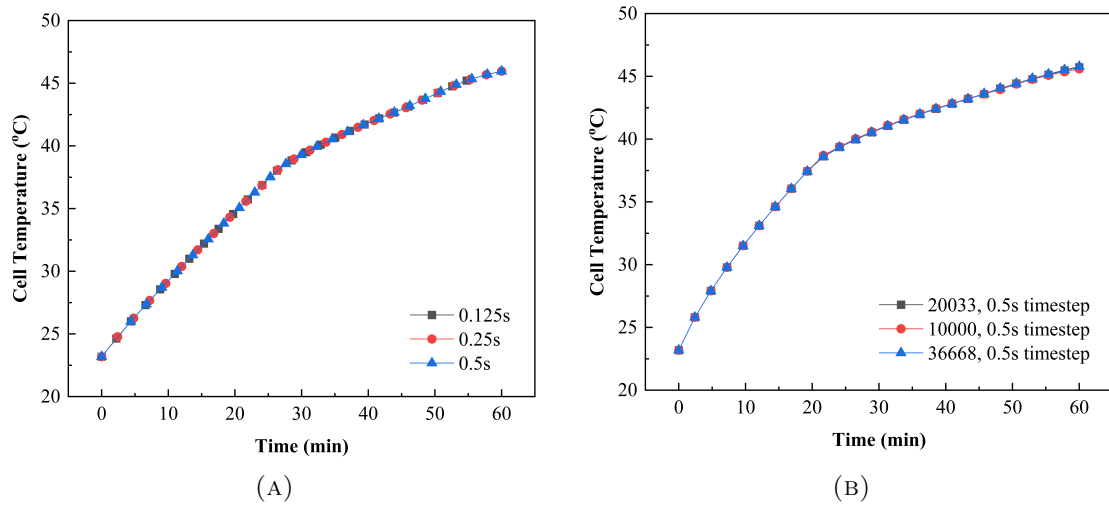 50
45
40
35
30
25
20
Cell Temperature (ºC)
0.125s
0.25s
0.5s
0 10 20 30 40 50 60
Time (min)
(A)
50
45
40
35
30
25
20
Cell Temperature (ºC)
20033, 0.5s timestep
10000, 0.5s timestep
36668, 0.5s timestep
0 10 20 30 40 50 60
Time (min)
(B)